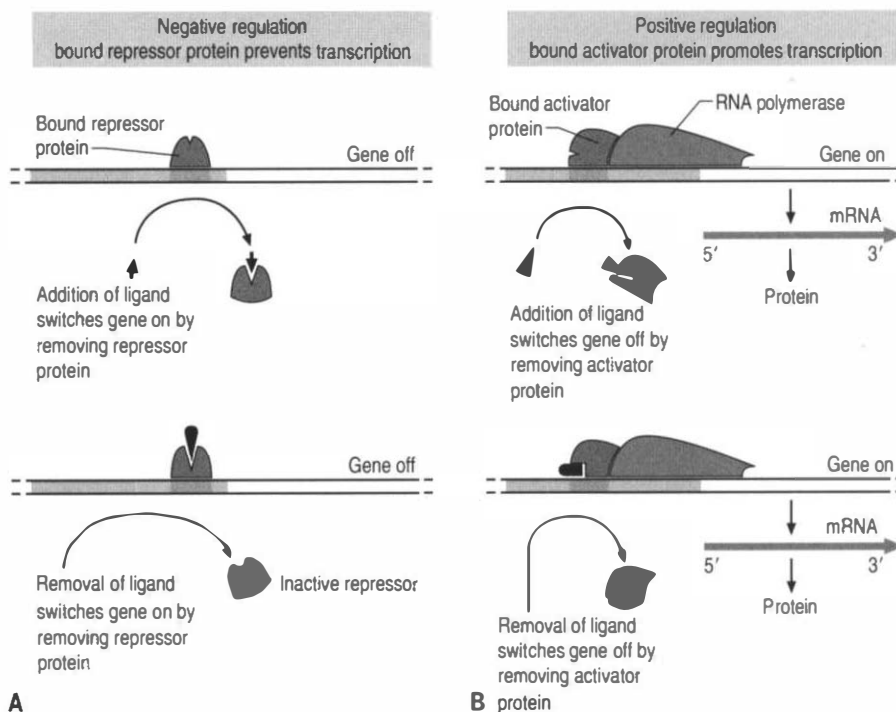 Negative regulation
bound repressor protein prevents transcription
Bound repressor
protein
Gene off
Addition of ligand
switches gene on by
removing repressor
protein
Gene off
Removal of ligand
switches gene on by
removing repressor
protein
Inactive repressor
A
Positive regulation
bound activator protein promotes transcription
Bound activator
protein
RNA polymerase
Gene on
mRNA
5′ 3′
Protein
Addition of ligand
switches gene off by
removing activator
protein
Gene on
mRNA
5′ 3′
Protein
Removal of ligand
switches gene off by
removing activator
protein
B